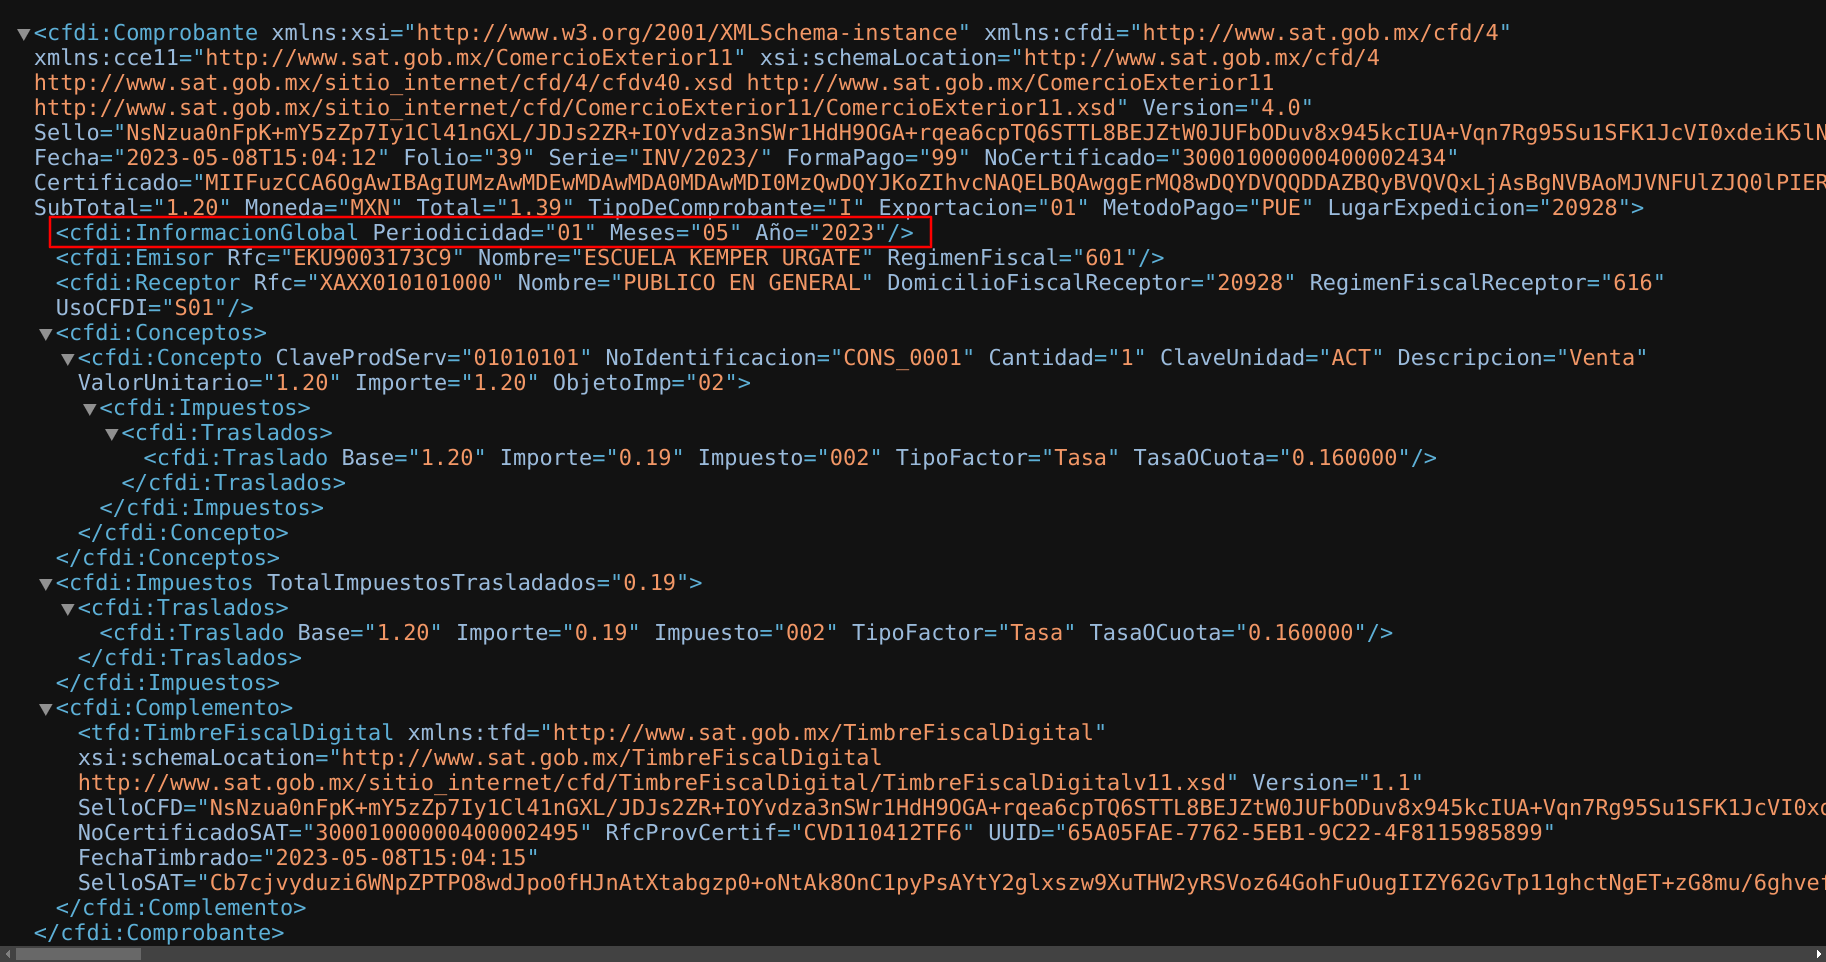 ▼<cfdi:Comprobante xmlns:xsi="http://www.w3.org/2001/XMLSchema-instance" xmlns:cfdi="http://www.sat.gob.mx/cfd/4"
xmlns:cce11="http://www.sat.gob.mx/ComercioExterior11" xsi:schemaLocation="http://www.sat.gob.mx/cfd/4
http://www.sat.gob.mx/sitio_internet/cfd/4/cfdv40.xsd http://www.sat.gob.mx/ComercioExterior11
http://www.sat.gob.mx/sitio_internet/cfd/ComercioExterior11/ComercioExterior11.xsd" Version="4.0"
Sello="NsNzua0nFpK+mY5zZp7Iy1Cl41nGXL/JDJs2ZR+IOYvdza3nSWr1HdH9OGA+rqea6cpTQ6STTL8BEJZtW0JUFbODuv8x945kcIUA+Vqn7Rg95Su1SFK1JcVI0xdeiK5lN
Fecha="2023-05-08T15:04:12" Folio="39" Serie="INV/2023/" FormaPago="99" NoCertificado="30001000000400002434"
Certificado="MIIFuzCCA6OgAwIBAgIUMzAwMDEwMDAwMDA0MDAwMDI0MzQwDQYJKoZIhvcNAQELBQAwggErMQ8wDQYDVQQDDAZBQyBVQVQxLjAsBgNVBAoMJVNFUlZJQ0lPIER
SubTotal="1.20" Moneda="MXN" Total="1.39" TipoDeComprobante="I" Exportacion="01" MetodoPago="PUE" LugarExpedicion="20928">
<cfdi:InformacionGlobal Periodicidad="01" Meses="05" Año="2023"/>
<cfdi:Emisor Rfc="EKU9003173C9" Nombre="ESCUELA KEMPER URGATE" RegimenFiscal="601"/>
<cfdi:Receptor Rfc="XAXX010101000" Nombre="PUBLICO EN GENERAL" DomicilioFiscalReceptor="20928" RegimenFiscalReceptor="616"
UsoCFDI="S01"/>
▼<cfdi:Conceptos>
▼<cfdi:Concepto ClaveProdServ="01010101" NoIdentificacion="CONS_0001" Cantidad="1" ClaveUnidad="ACT" Descripcion="Venta"
ValorUnitario="1.20" Importe="1.20" ObjetoImp="02">
▼<cfdi:Impuestos>
▼<cfdi:Traslados>
<cfdi:Traslado Base="1.20" Importe="0.19" Impuesto="002" TipoFactor="Tasa" TasaOCuota="0.160000"/>
</cfdi:Traslados>
</cfdi:Impuestos>
</cfdi:Concepto>
</cfdi:Conceptos>
▼<cfdi:Impuestos TotalImpuestosTrasladados="0.19">
▼<cfdi:Traslados>
<cfdi:Traslado Base="1.20" Importe="0.19" Impuesto="002" TipoFactor="Tasa" TasaOCuota="0.160000"/>
</cfdi:Traslados>
</cfdi:Impuestos>
▼<cfdi:Complemento>
<tfd:TimbreFiscalDigital xmlns:tfd="http://www.sat.gob.mx/TimbreFiscalDigital"
xsi:schemaLocation="http://www.sat.gob.mx/TimbreFiscalDigital
http://www.sat.gob.mx/sitio_internet/cfd/TimbreFiscalDigital/TimbreFiscalDigitalv11.xsd" Version="1.1"
SelloCFD="NsNzua0nFpK+mY5zZp7Iy1Cl41nGXL/JDJs2ZR+IOYvdza3nSWr1HdH9OGA+rqea6cpTQ6STTL8BEJZtW0JUFbODuv8x945kcIUA+Vqn7Rg95Su1SFK1JcVI0xd
NoCertificadoSAT="30001000000400002495" RfcProvCertif="CVD110412TF6" UUID="65A05FAE-7762-5EB1-9C22-4F8115985899"
FechaTimbrado="2023-05-08T15:04:15"
SelloSAT="Cb7cjvyduzi6WNpZPTPO8wdJpo0fHJnAtXtabgzp0+oNtAk8OnC1pyPsAYtY2glxszw9XuTHW2yRSVoz64GohFuOugIIZY62GvTp11ghctNgET+zG8mu/6ghvef
</cfdi:Complemento>
</cfdi:Comprobante>